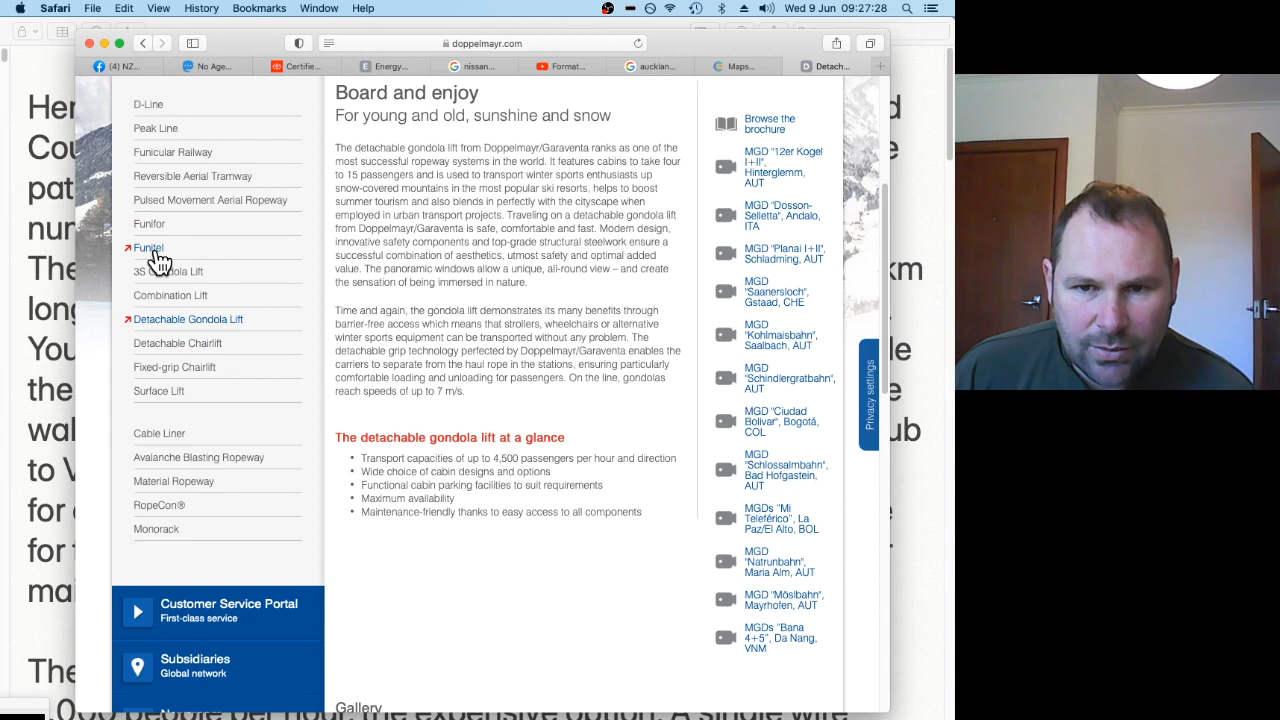 Safari File Edit View History Bookmarks Window Help
Wed 9 Jun 09:27:28
doppelmayr.com
(4) NZ...
No Age...
Certifie...
Energy...
nissan...
Format...
aucklan...
Maps...
Detach...
D-Line
Peak Line
Funicular Railway
Reversible Aerial Tramway
Pulsed Movement Aerial Ropeway
Funifor
Funitel
3S Gondola Lift
Combination Lift
Detachable Gondola Lift
Detachable Chairlift
Fixed-grip Chairlift
Surface Lift
Cable Liner
Avalanche Blasting Ropeway
Material Ropeway
RopeCon®
Monorack
Customer Service Portal
First-class service
Subsidiaries
Global network
Board and enjoy
For young and old, sunshine and snow
The detachable gondola lift from Doppelmayr/Garaventa ranks as one of the
most successful ropeway systems in the world. It features cabins to take four
to 15 passengers and is used to transport winter sports enthusiasts up
snow-covered mountains in the most popular ski resorts, helps to boost
summer tourism and also blends in perfectly with the cityscape when
employed in urban transport projects. Traveling on a detachable gondola lift
from Doppelmayr/Garaventa is safe, comfortable and fast. Modern design,
innovative safety components and top-grade structural steelwork ensure a
successful combination of aesthetics, utmost safety and optimal added
value. The panoramic windows allow a unique, all-round view – and create
the sensation of being immersed in nature.
Time and again, the gondola lift demonstrates its many benefits through
barrier-free access which means that strollers, wheelchairs or alternative
winter sports equipment can be transported without any problem. The
detachable grip technology perfected by Doppelmayr/Garaventa enables the
carriers to separate from the haul rope in the stations, ensuring particularly
comfortable loading and unloading for passengers. On the line, gondolas
reach speeds of up to 7 m/s.
The detachable gondola lift at a glance
• Transport capacities of up to 4,500 passengers per hour and direction
• Wide choice of cabin designs and options
• Functional cabin parking facilities to suit requirements
• Maximum availability
• Maintenance-friendly thanks to easy access to all components
Gallery
Browse the
brochure
MGD "12er Kogel
I+II",
Hinterglemm,
AUT
MGD "Dosson-
Selletta", Andalo,
ITA
MGD "Planai I+II",
Schladming, AUT
MGD
"Saanersloch",
Gstaad, CHE
MGD
"Kohlmaisbahn",
Saalbach, AUT
MGD
"Schindlergratbahn",
AUT
MGD "Ciudad
Bolivar", Bogotá,
COL
MGD
"Schlossalmbahn",
Bad Hofgastein,
AUT
MGDs "Mi
Teleférico", La
Paz/El Alto, BOL
MGD
"Natrunbahn",
Maria Alm, AUT
MGD "Möslbahn",
Mayrhofen, AUT
MGDs "Bana
4+5", Da Nang,
VNM
Privacy settings